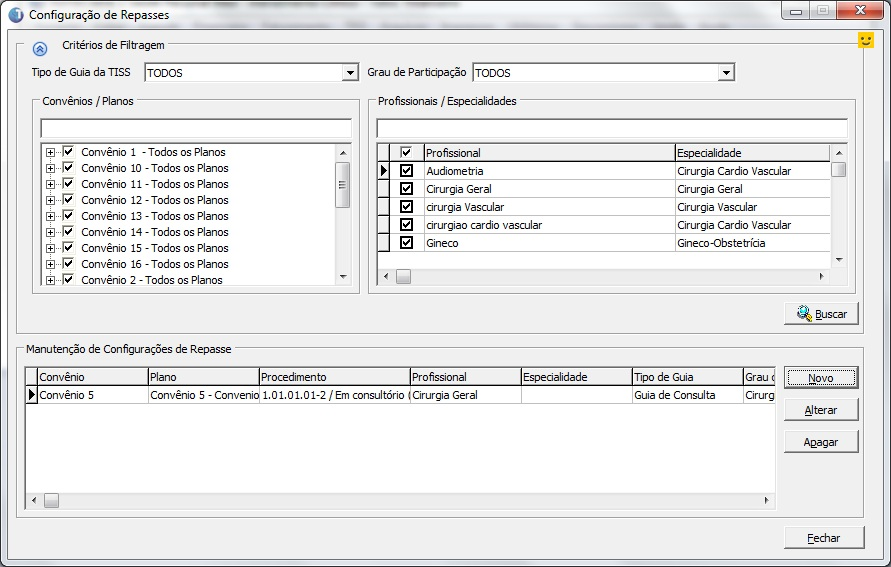 Configuração de Repasses
Critérios de Filtragem
Tipo de Guia da TISS TODOS Grau de Participação TODOS
Convênios / Planos
Convênio 1 - Todos os Planos
Convênio 10 - Todos os Planos
Convênio 11 - Todos os Planos
Convênio 12 - Todos os Planos
Convênio 13 - Todos os Planos
Convênio 14 - Todos os Planos
Convênio 15 - Todos os Planos
Convênio 16 - Todos os Planos
Convênio 2 - Todos os Planos
Profissionais / Especialidades
Profissional Especialidade
Audiometria Cirurgia Cardio Vascular
Cirurgia Geral Cirurgia Geral
cirurgia Vascular Cirurgia Vascular
cirurgiao cardio vascular Cirurgia Cardio Vascular
Gineco Gineco-Obstetrícia
Buscar
Manutenção de Configurações de Repasse
Convênio Plano Procedimento Profissional Especialidade Tipo de Guia Grau d
Convênio 5 Convênio 5 - Convenio 1.01.01.01-2 / Em consultório ( Cirurgia Geral Guia de Consulta Cirurg
Novo
Alterar
Apagar
Fechar